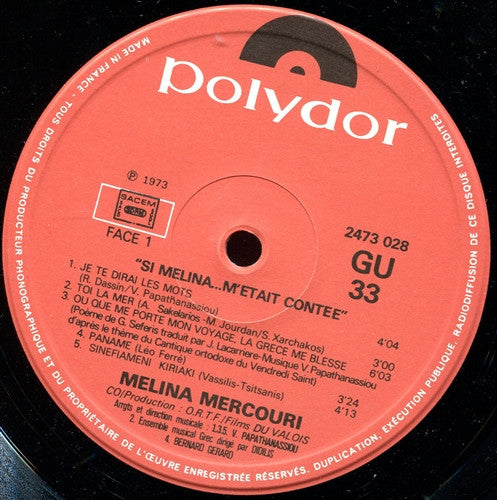 polydor
MADE IN FRANCE - TOUS DROITS DU PRODUCTEUR PHONOGRAPHIQUE ET DU PROPRIETAIRE DE L'ŒUVRE ENREGISTRÉE RESERVÉS. DUPLICATION, EXÉCUTION PUBLIQUE, RADIODIFFUSION DE CE DISQUE INTERDITES
Ⓟ 1973
SACEM
FACE 1
2473 028
GU
33
"SI MELINA...M'ETAIT CONTEE"
1. JE TE DIRAI LES MOTS
(R. Dassin/V. Papathanassiou) 4'04
2. TOI LA MER (A. Sakelarios-M. Jourdan/S. Xarchakos) 3'00
3. OU QUE ME PORTE MON VOYAGE, LA GRECE ME BLESSE 6'03
(Poème de G. Seferis traduit par J. Lacarriere-Musique V. Papathanassiou
d'après le thème du Cantique ortodoxe du Vendredi Saint)
4. PANAME (Léo Ferré) 3'24
5. SINEFIAMENI KIRIAKI (Vassilis-Tsitsanis) 4'13
MELINA MERCOURI
CO/Production : O.R.T.F/Films DU VALOIS
Arrgts et direction musicale : 1.3.5. V. PAPATHANASSIOU
2. Ensemble musical Grec dirigé par DIDILIS
4. BERNARD GERARD